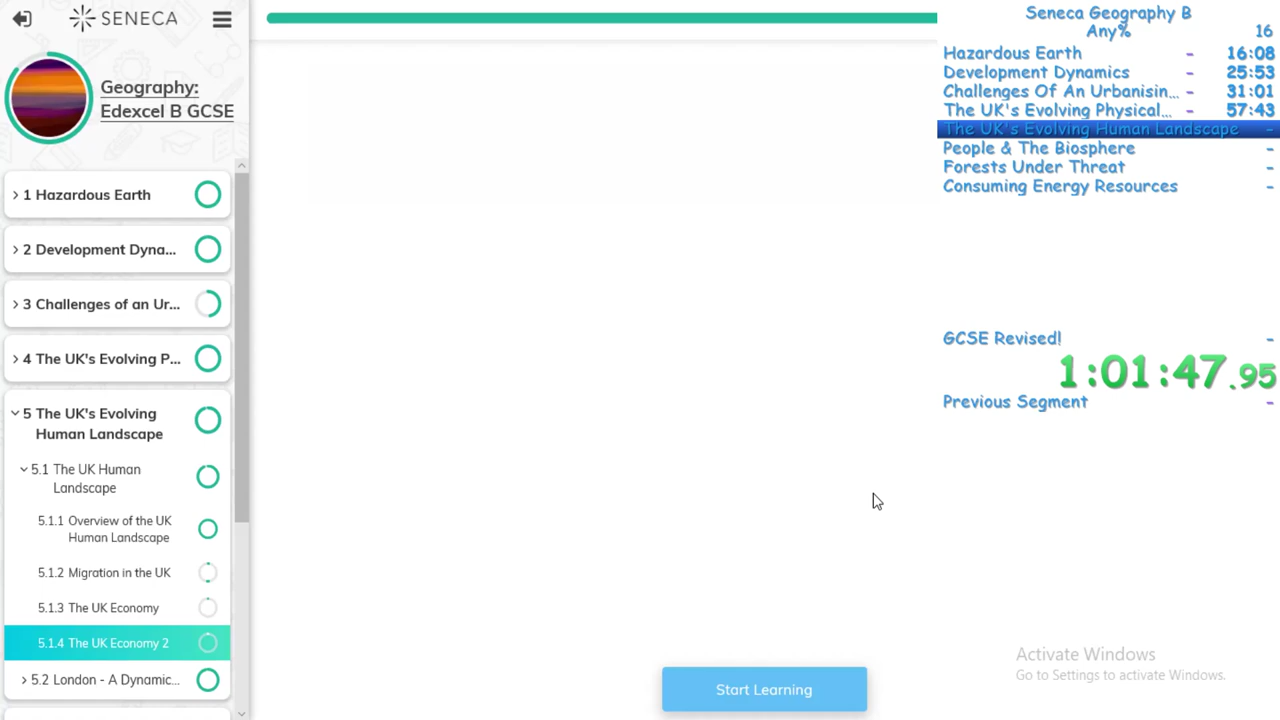 SENECA
Geography:
Edexcel B GCSE
1 Hazardous Earth
2 Development Dyna...
3 Challenges of an Ur...
4 The UK's Evolving P...
5 The UK's Evolving
Human Landscape
5.1 The UK Human
Landscape
5.1.1 Overview of the UK
Human Landscape
5.1.2 Migration in the UK
5.1.3 The UK Economy
5.1.4 The UK Economy 2
5.2 London - A Dynamic...
Start Learning
Seneca Geography B
Any% 16
Hazardous Earth - 16:08
Development Dynamics - 25:53
Challenges Of An Urbanisin... - 31:01
The UK's Evolving Physical... - 57:43
The UK's Evolving Human Landscape -
People & The Biosphere -
Forests Under Threat -
Consuming Energy Resources -
GCSE Revised! -
1:01:47.95
Previous Segment -
Activate Windows
Go to Settings to activate Windows.